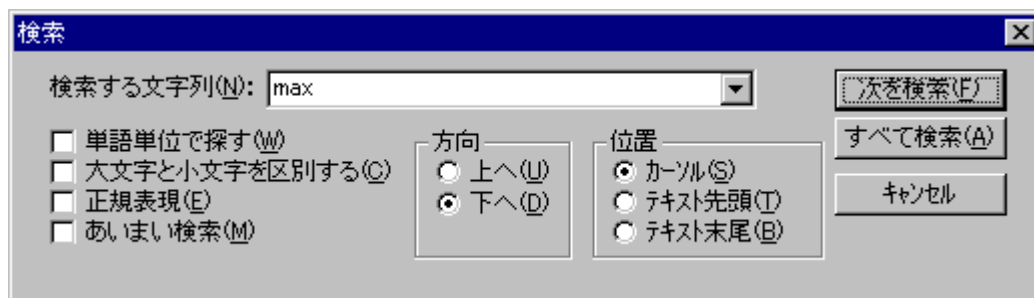 検索
検索する文字列(N): max
次を検索(F)
すべて検索(A)
キャンセル
単語単位で探す(W)
大文字と小文字を区別する(C)
正規表現(E)
あいまい検索(M)
方向
上へ(U)
下へ(D)
位置
カーソル(S)
テキスト先頭(T)
テキスト末尾(B)